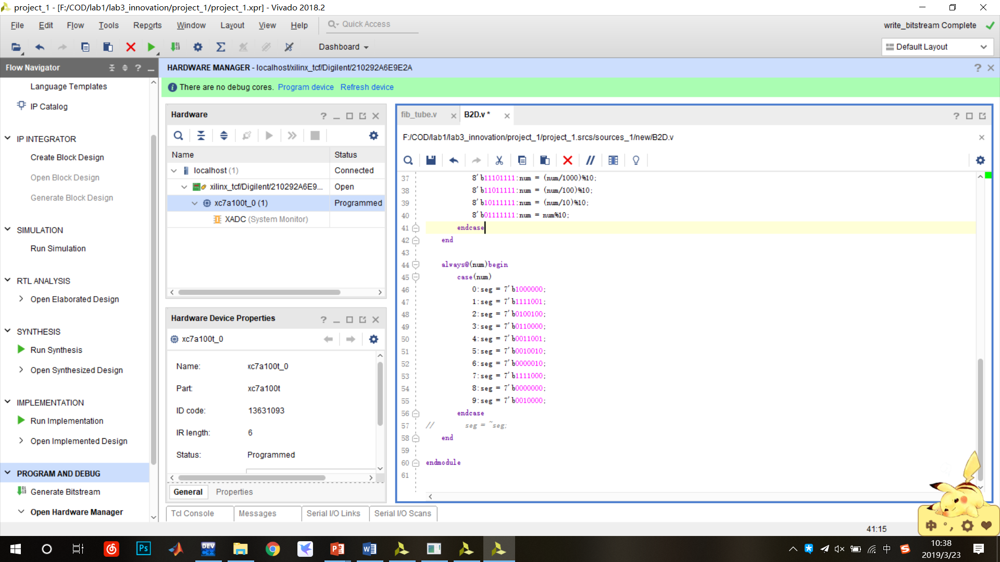 project_1 - [F:/COD/lab1/lab3_innovation/project_1/project_1.xpr] - Vivado 2018.2
File Edit Flow Tools Reports Window Layout View Help Quick Access
write_bitstream Complete
Dashboard
Default Layout
Flow Navigator
HARDWARE MANAGER - localhost/xilinx_tcf/Digilent/210292A6E9E2A
There are no debug cores. Program device Refresh device
Language Templates
IP Catalog
IP INTEGRATOR
Create Block Design
Open Block Design
Generate Block Design
SIMULATION
Run Simulation
RTL ANALYSIS
Open Elaborated Design
SYNTHESIS
Run Synthesis
Open Synthesized Design
IMPLEMENTATION
Run Implementation
Open Implemented Design
PROGRAM AND DEBUG
Generate Bitstream
Open Hardware Manager
Hardware
Name Status
localhost (1) Connected
xilinx_tcf/Digilent/210292A6E9... Open
xc7a100t_0 (1) Programmed
XADC (System Monitor)
Hardware Device Properties
xc7a100t_0
Name: xc7a100t_0
Part: xc7a100t
ID code: 13631093
IR length: 6
Status: Programmed
General Properties
fib_tube.v B2D.v *
F:/COD/lab1/lab3_innovation/project_1/project_1.srcs/sources_1/new/B2D.v
37 8'b11101111:num = (num/1000)%10;
38 8'b11011111:num = (num/100)%10;
39 8'b10111111:num = (num/10)%10;
40 8'b01111111:num = num%10;
41 endcase
42 end
43
44 always@(num)begin
45 case(num)
46 0:seg = 7'b1000000;
47 1:seg = 7'b1111001;
48 2:seg = 7'b0100100;
49 3:seg = 7'b0110000;
50 4:seg = 7'b0011001;
51 5:seg = 7'b0010010;
52 6:seg = 7'b0000010;
53 7:seg = 7'b1111000;
54 8:seg = 7'b0000000;
55 9:seg = 7'b0010000;
56 endcase
57 // seg = ~seg;
58 end
59
60 endmodule
61
Tcl Console Messages Serial I/O Links Serial I/O Scans
41:15
中 °,
Ps DEV C++ P W 中 S
10:38
2019/3/23